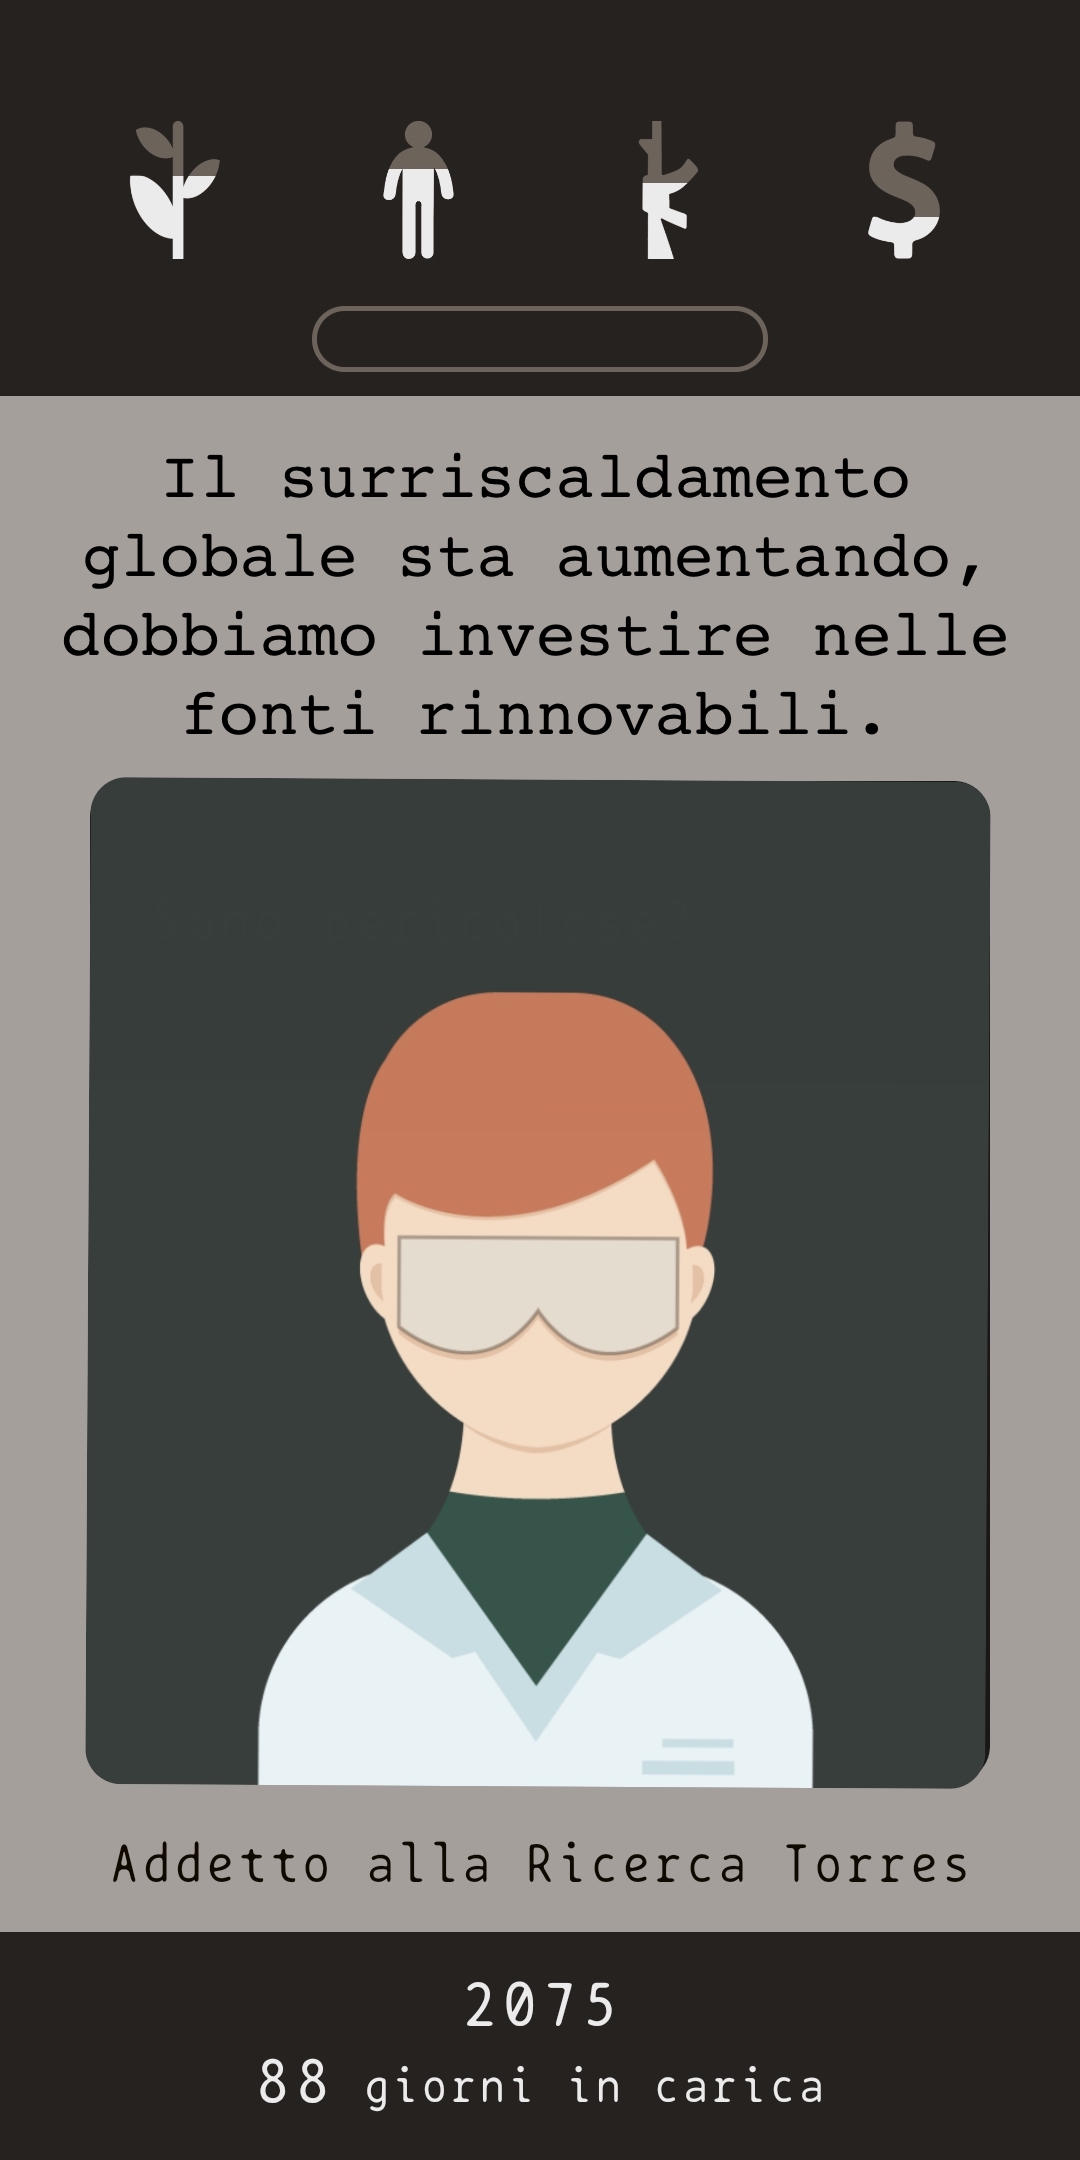 Il surriscaldamento
globale sta aumentando,
dobbiamo investire nelle
fonti rinnovabili.
Addetto alla Ricerca Torres
2075
88 giorni in carica